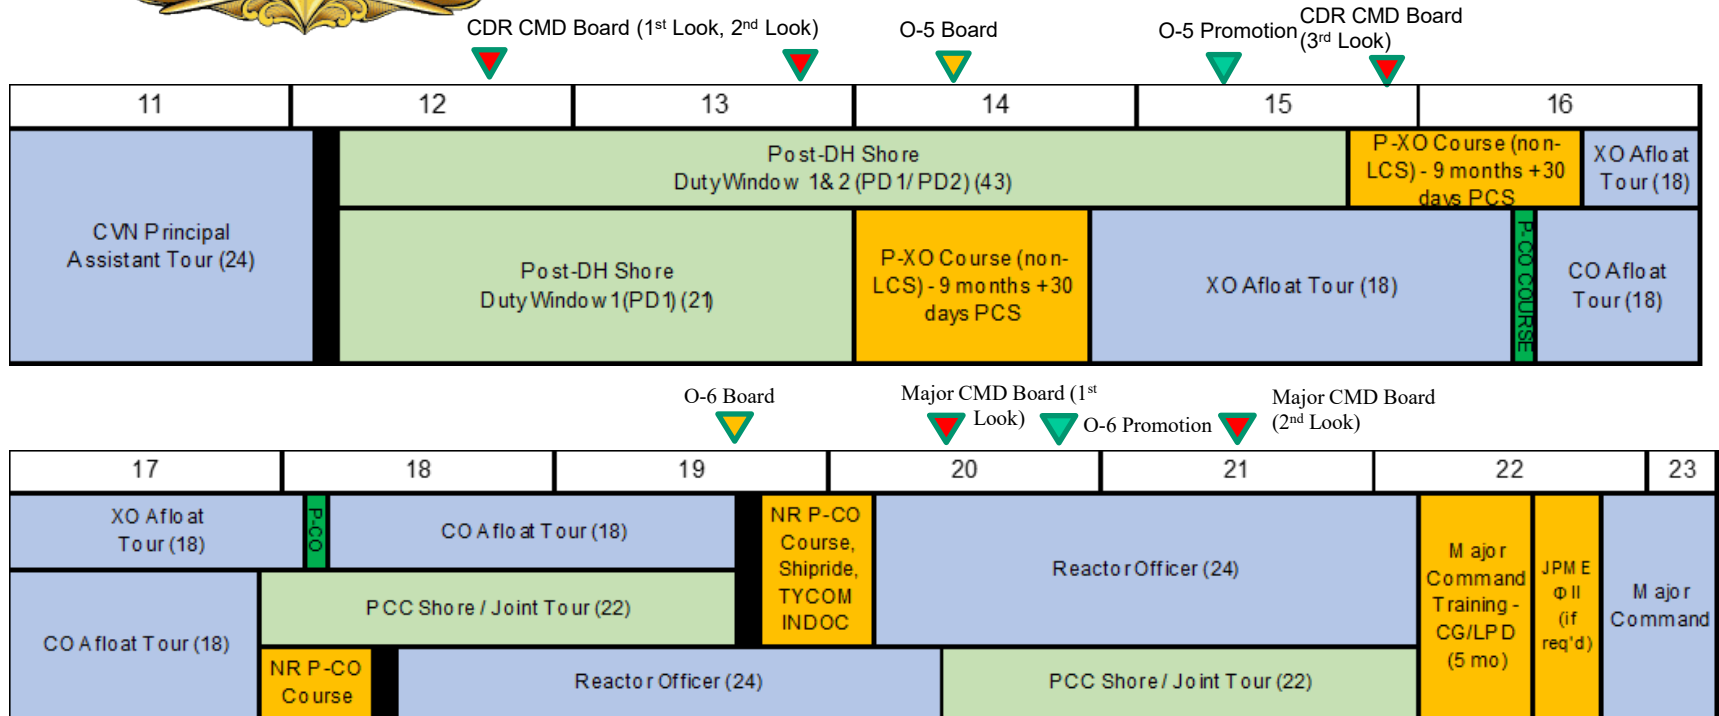 CDR CMD Board (1st Look, 2nd Look)
O-5 Board
O-5 Promotion
CDR CMD Board
(3rd Look)
11
12
13
14
15
16
CVN Principal
Assistant Tour (24)
Post-DH Shore
Duty Window 1& 2 (PD1/ PD2) (43)
P-XO Course (non-
LCS) - 9 months +30
days PCS
XO Afloat
Tour (18)
Post-DH Shore
Duty Window 1 (PD1) (21)
P-XO Course (non-
LCS) - 9 months +30
days PCS
XO Afloat Tour (18)
P- CO COURSE
CO Afloat
Tour (18)
O-6 Board
Major CMD Board (1st
Look)
O-6 Promotion
Major CMD Board
(2nd Look)
17
18
19
20
21
22
23
XO Afloat
Tour (18)
P-CO
CO Afloat Tour (18)
NR P-CO
Course,
Shipride,
TYCOM
INDOC
Reactor Officer (24)
Major
Command
Training -
CG/LPD
(5 mo)
JPME
Φ II
(if
req'd)
Major
Command
PCC Shore / Joint Tour (22)
CO Afloat Tour (18)
NR P-CO
Course
Reactor Officer (24)
PCC Shore / Joint Tour (22)